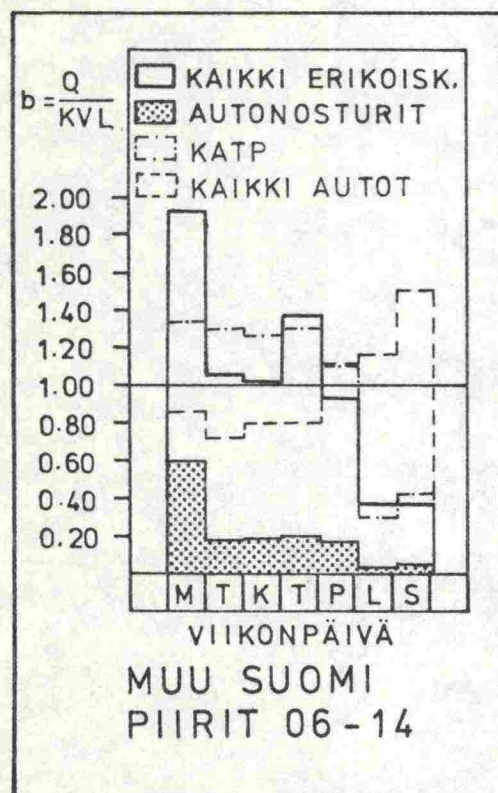 b = Q / KVL
KAIKKI ERIKOISK.
AUTONOSTURIT
KATP
KAIKKI AUTOT
2.00
1.80
1.60
1.40
1.20
1.00
0.80
0.60
0.40
0.20
M T K T P L S
VIIKONPÄIVÄ
MUU SUOMI
PIIRIT 06-14